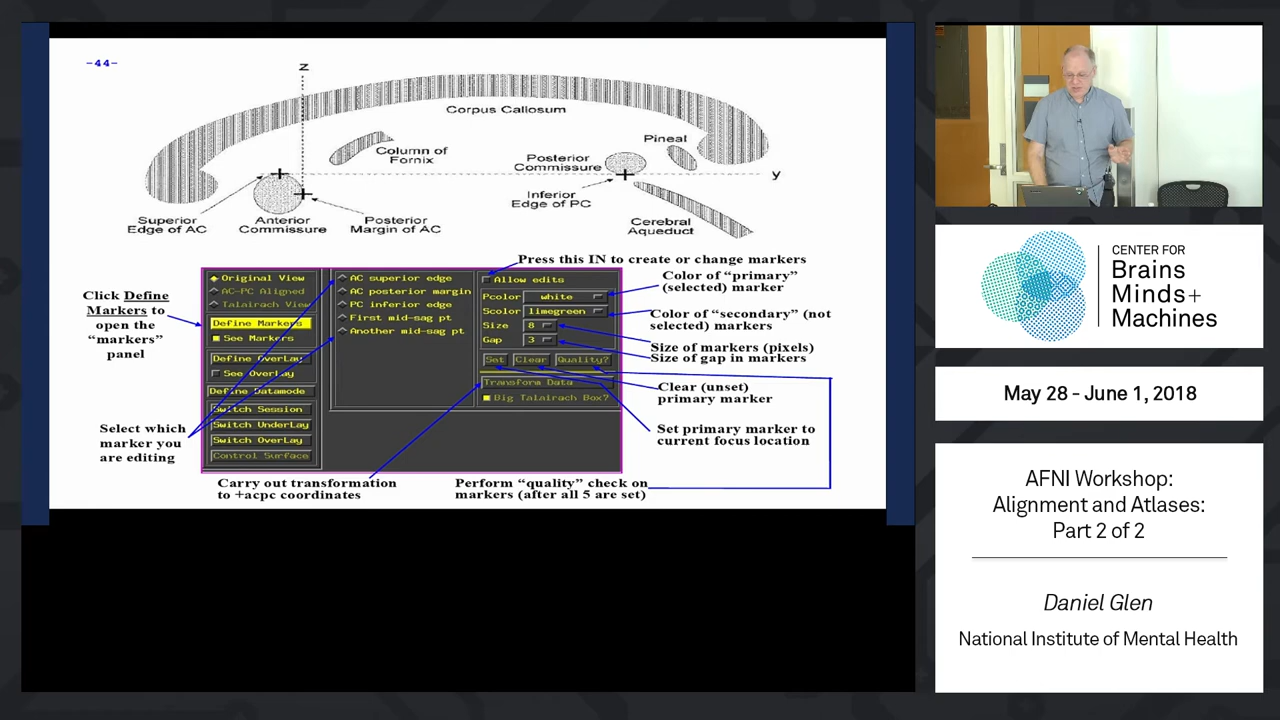 -44-
z
Corpus Callosum
Column of
Fornix
Pineal
Posterior
Commissure
y
Inferior
Edge of PC
Superior
Edge of AC
Anterior
Commissure
Posterior
Margin of AC
Cerebral
Aqueduct
Press this IN to create or change markers
Click Define
Markers to
open the
“markers”
panel
Select which
marker you
are editing
Original View
AC-PC Aligned
Talairach View
Define Markers
See Markers
Define OverLay
See OverLay
Define Datamode
Switch Session
Switch UnderLay
Switch OverLay
Control Surface
AC superior edge
AC posterior margin
PC inferior edge
First mid-sag pt
Another mid-sag pt
Allow edits
Pcolor white
Scolor limegreen
Size 8
Gap 3
Set Clear Quality?
Transform Data
Big Talairach Box?
Color of “primary”
(selected) marker
Color of “secondary” (not
selected) markers
Size of markers (pixels)
Size of gap in markers
Clear (unset)
primary marker
Set primary marker to
current focus location
Carry out transformation
to +acpc coordinates
Perform “quality” check on
markers (after all 5 are set)
CENTER FOR
Brains
Minds+
Machines
May 28 - June 1, 2018
AFNI Workshop:
Alignment and Atlases:
Part 2 of 2
Daniel Glen
National Institute of Mental Health